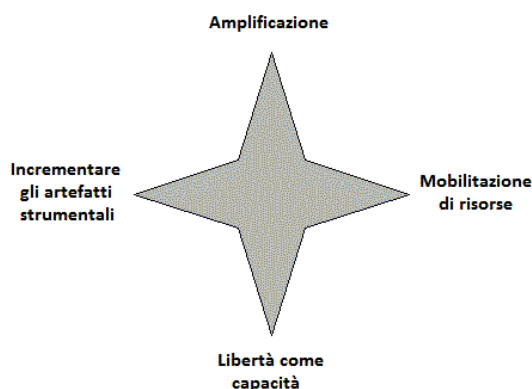 Amplificazione
Incrementare
gli artefatti
strumentali
Mobilitazione
di risorse
Libertà come
capacità